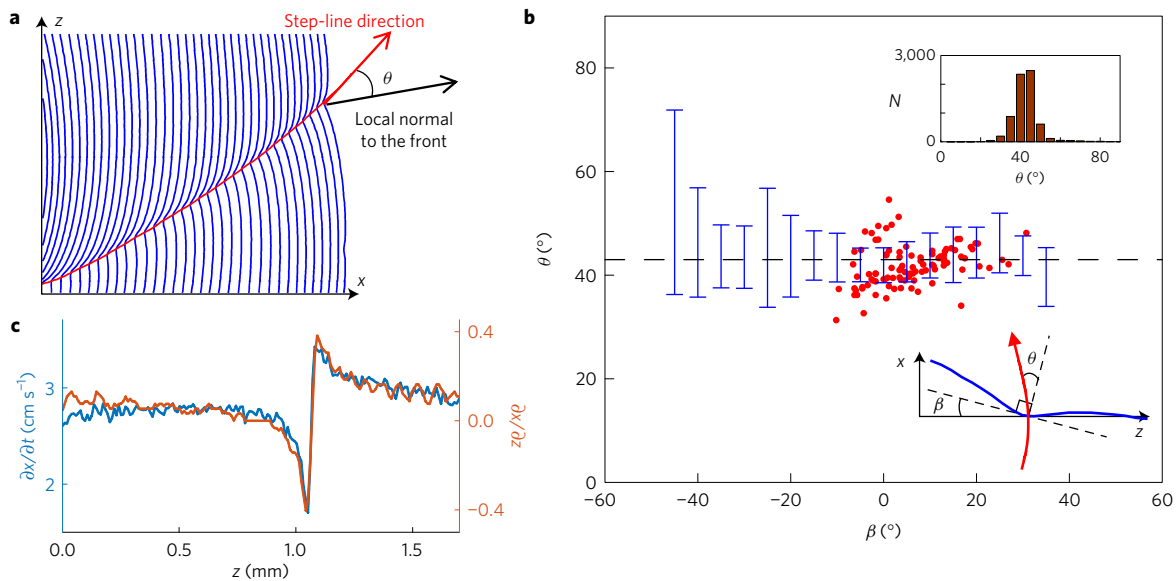 a
z
Step-line direction
θ
Local normal
to the front
x
b
θ (°)
80
60
40
20
0
−60
−40
−20
0
20
40
60
β (°)
3,000
N
0
0
40
80
θ (°)
x
θ
β
z
c
∂x/∂t (cm s⁻¹)
3
2
0.4
0.0
−0.4
∂x/∂z
0.0
0.5
1.0
1.5
z (mm)